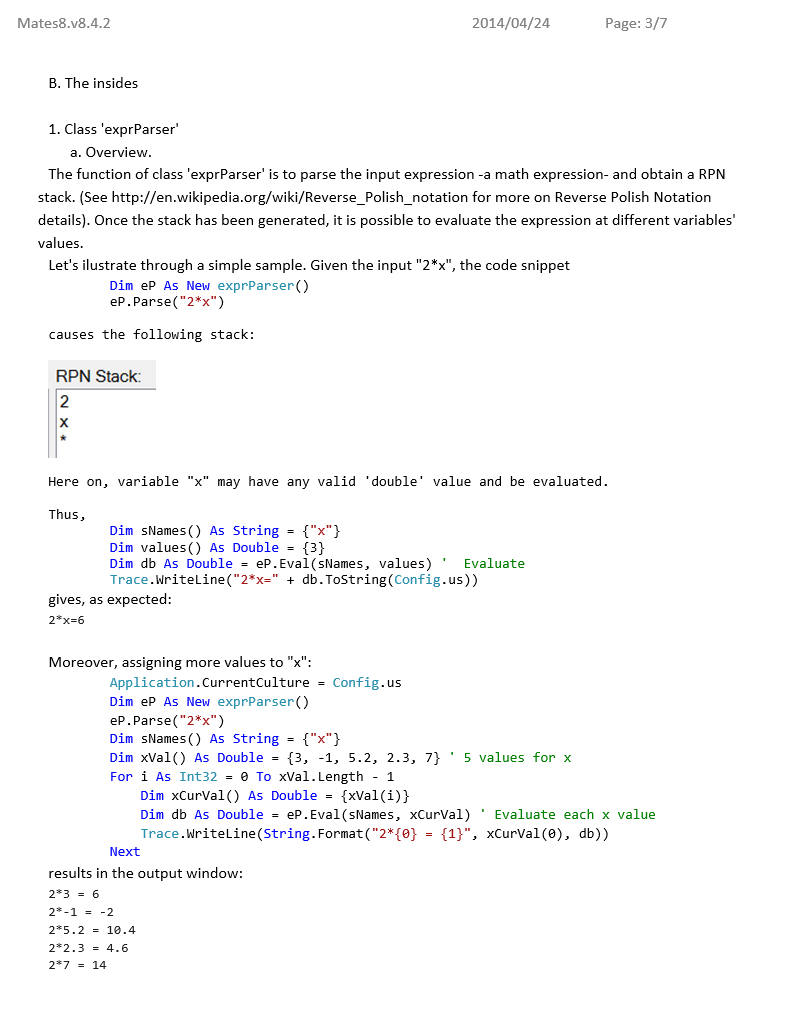 Mates8.v8.4.2 2014/04/24 Page: 3/7
B. The insides
1. Class 'exprParser'
a. Overview.
The function of class 'exprParser' is to parse the input expression -a math expression- and obtain a RPN
stack. (See http://en.wikipedia.org/wiki/Reverse_Polish_notation for more on Reverse Polish Notation
details). Once the stack has been generated, it is possible to evaluate the expression at different variables'
values.
Let's ilustrate through a simple sample. Given the input "2*x", the code snippet
Dim eP As New exprParser()
eP.Parse("2*x")
causes the following stack:
RPN Stack:
2
x
*
Here on, variable "x" may have any valid 'double' value and be evaluated.
Thus,
Dim sNames() As String = {"x"}
Dim values() As Double = {3}
Dim db As Double = eP.Eval(sNames, values) '  Evaluate
Trace.WriteLine("2*x=" + db.ToString(Config.us))
gives, as expected:
2*x=6
Moreover, assigning more values to "x":
Application.CurrentCulture = Config.us
Dim eP As New exprParser()
eP.Parse("2*x")
Dim sNames() As String = {"x"}
Dim xVal() As Double = {3, -1, 5.2, 2.3, 7} ' 5 values for x
For i As Int32 = 0 To xVal.Length - 1
Dim xCurVal() As Double = {xVal(i)}
Dim db As Double = eP.Eval(sNames, xCurVal) ' Evaluate each x value
Trace.WriteLine(String.Format("2*{0} = {1}", xCurVal(0), db))
Next
results in the output window:
2*3 = 6
2*-1 = -2
2*5.2 = 10.4
2*2.3 = 4.6
2*7 = 14